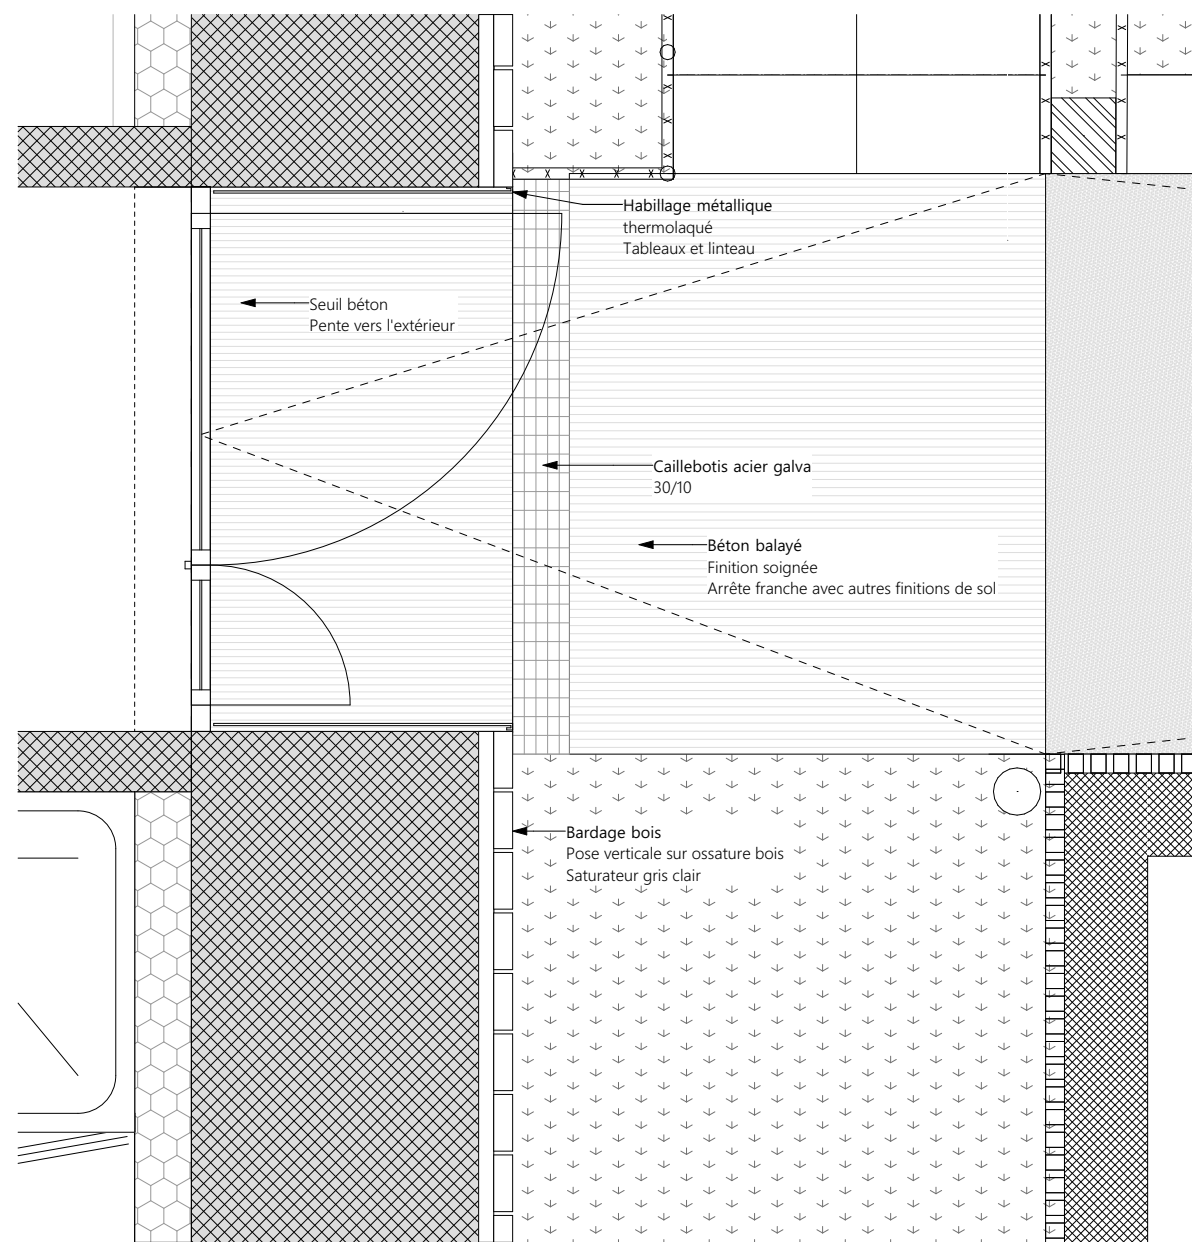 Habillage métallique
thermolaqué
Tableaux et linteau
Seuil béton
Pente vers l'extérieur
Caillebotis acier galva
30/10
Béton balayé
Finition soignée
Arrête franche avec autres finitions de sol
Bardage bois
Pose verticale sur ossature bois
Saturateur gris clair